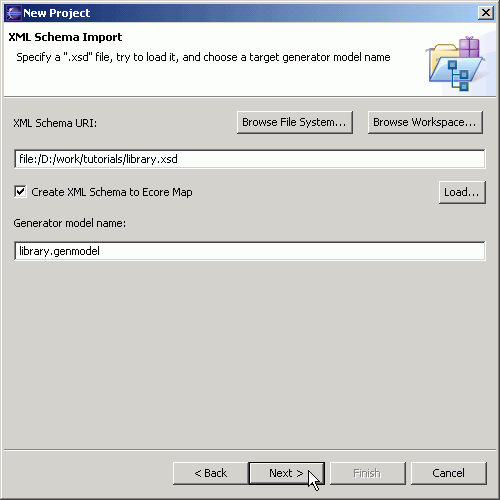 New Project
XML Schema Import
Specify a ".xsd" file, try to load it, and choose a target generator model name
XML Schema URI:
Browse File System...
Browse Workspace...
file:/D:/work/tutorials/library.xsd
Create XML Schema to Ecore Map
Load...
Generator model name:
library.genmodel
< Back
Next >
Finish
Cancel